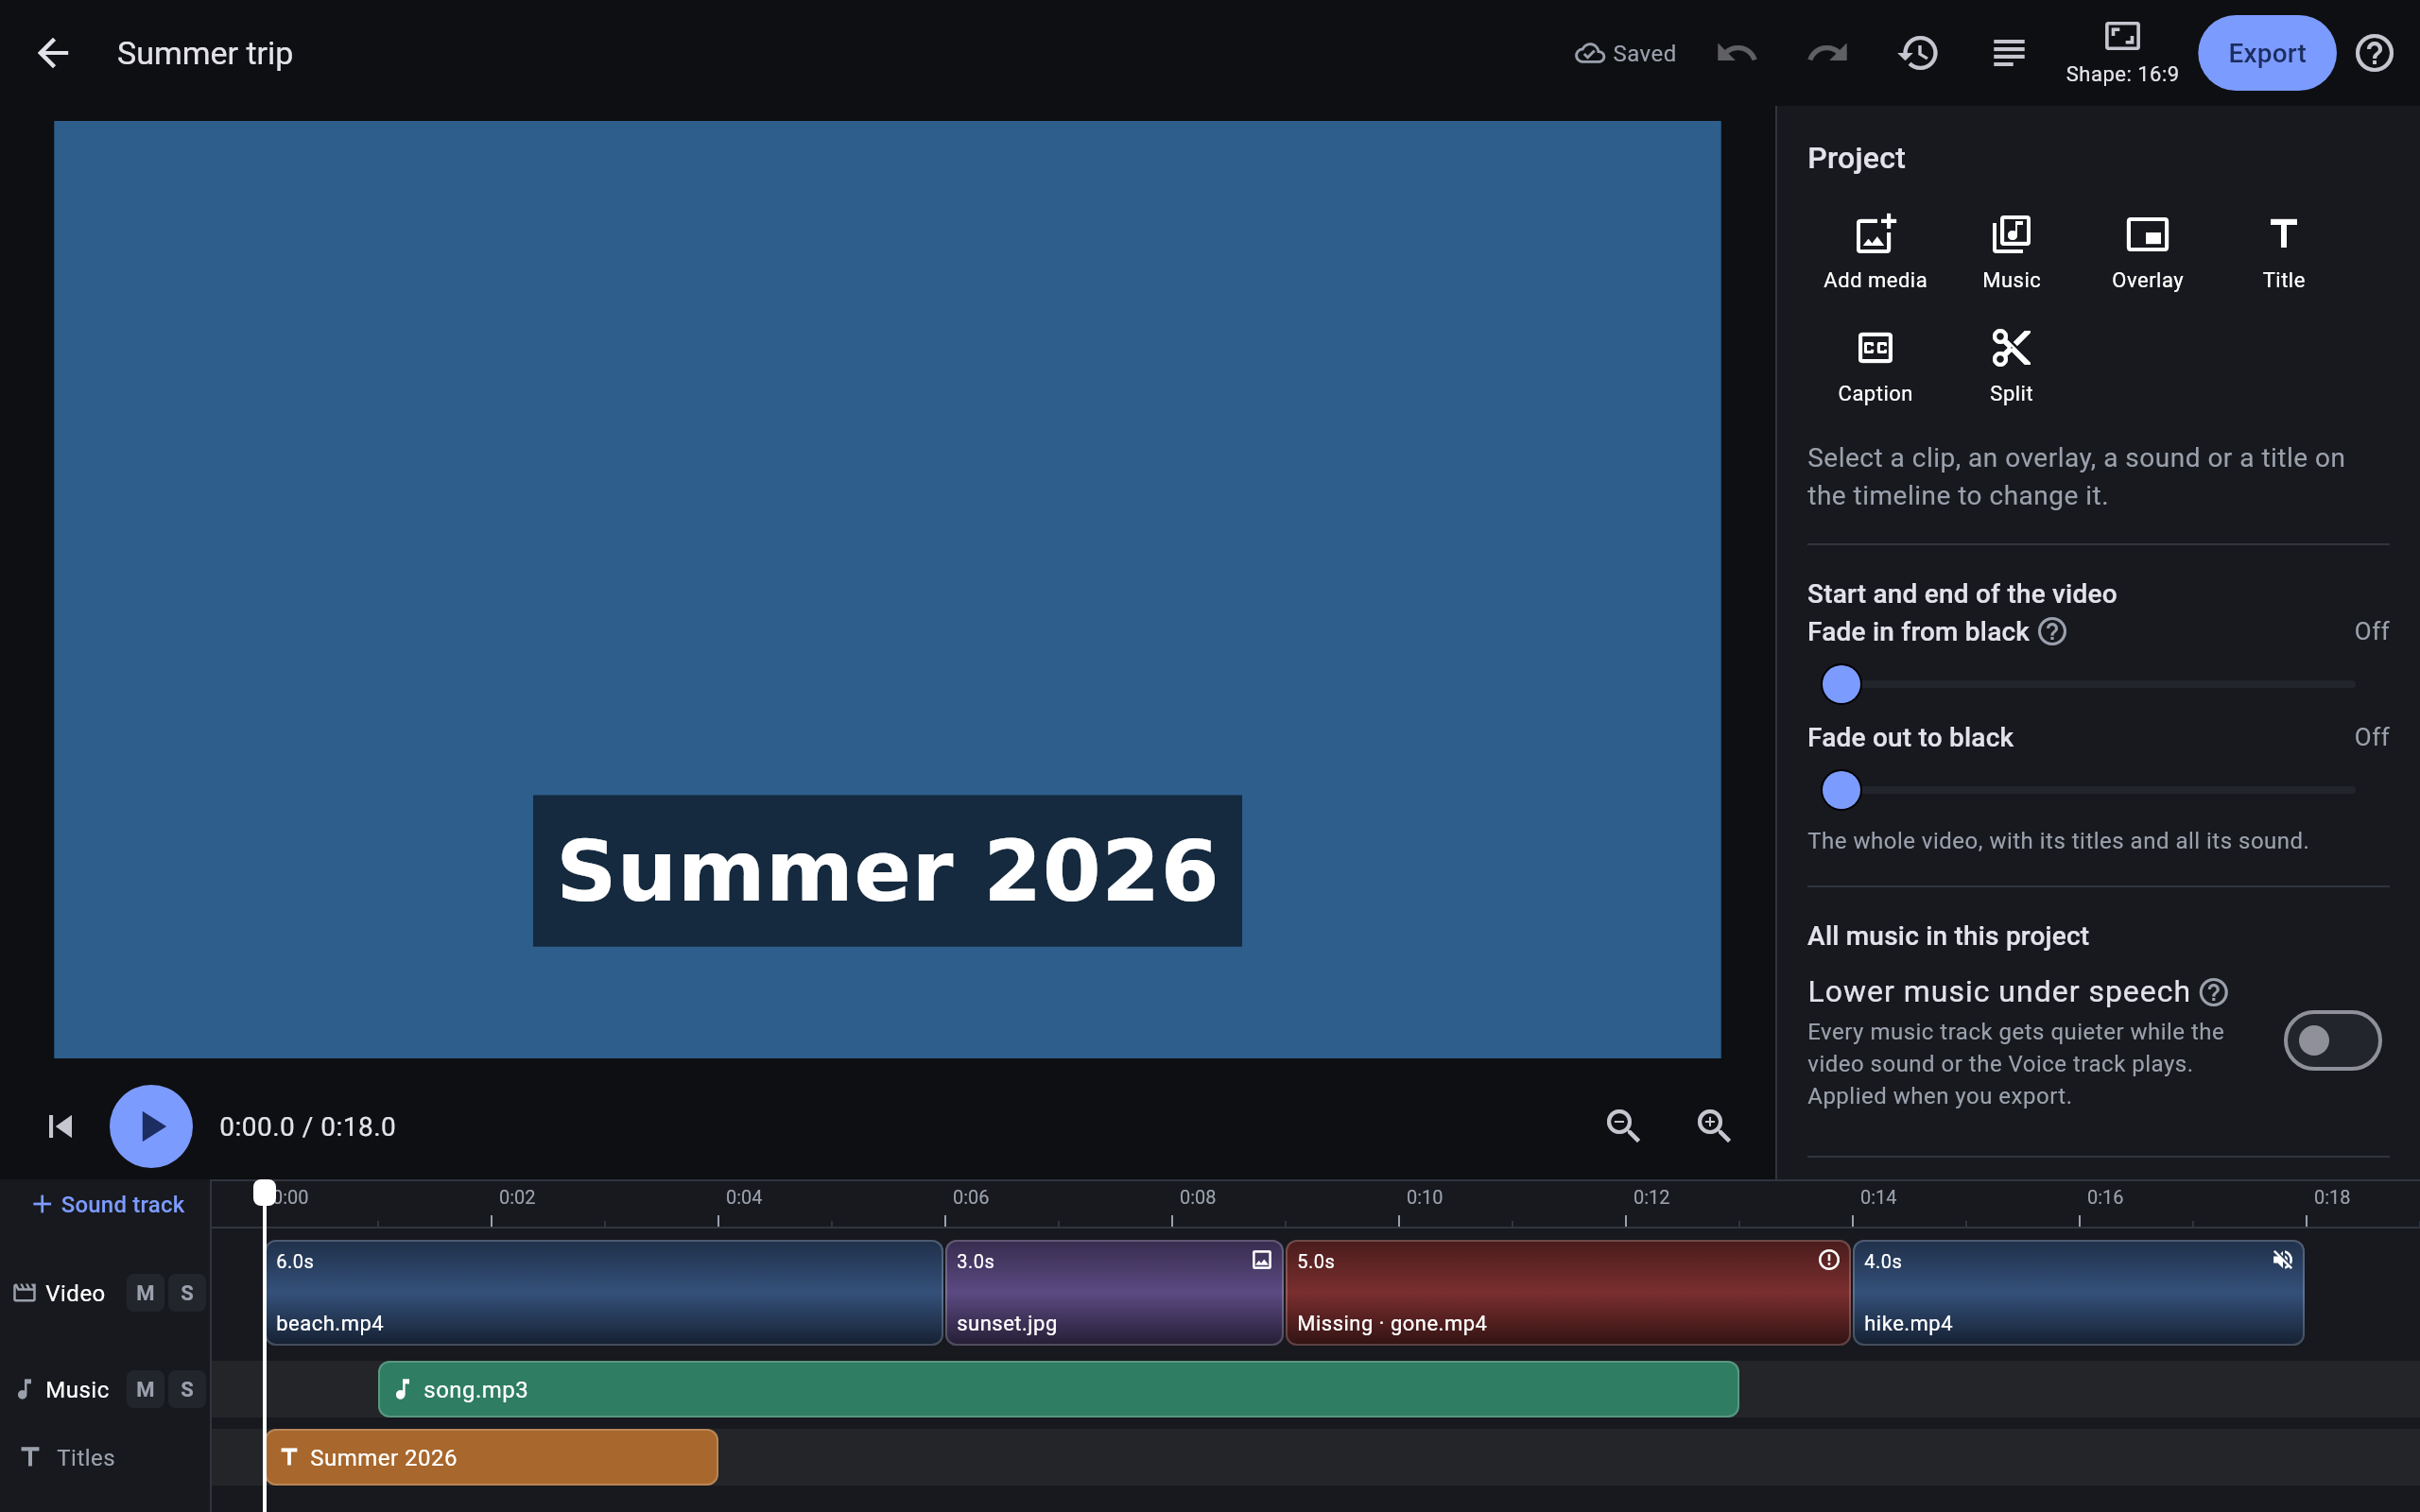 Summer trip
Saved
Shape: 16:9
Export
Project
Add media
Music
Overlay
Title
Caption
Split
Select a clip, an overlay, a sound or a title on
the timeline to change it.
Start and end of the video
Fade in from black
Off
Fade out to black
Off
The whole video, with its titles and all its sound.
All music in this project
Lower music under speech
Every music track gets quieter while the
video sound or the Voice track plays.
Applied when you export.
Summer 2026
0:00.0 / 0:18.0
+ Sound track
0:00 0:02 0:04 0:06 0:08 0:10 0:12 0:14 0:16 0:18
Video M S
6.0s
beach.mp4
3.0s
sunset.jpg
5.0s
Missing · gone.mp4
4.0s
hike.mp4
Music M S
song.mp3
Titles
Summer 2026